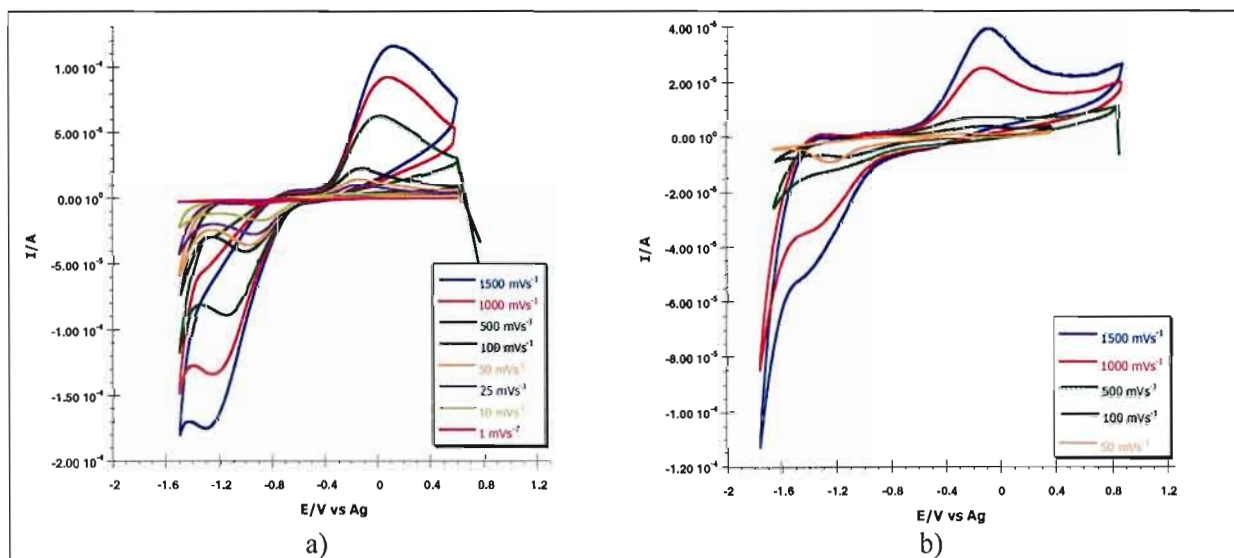 1.00 10⁻⁴
5.00 10⁻⁵
0.00 10⁰
-5.00 10⁻⁵
-1.00 10⁻⁴
-1.50 10⁻⁴
-2.00 10⁻⁴
I/A
-2 -1.6 -1.2 -0.8 -0.4 0 0.4 0.8 1.2
E/V vs Ag
1500 mVs⁻¹
1000 mVs⁻¹
500 mVs⁻¹
100 mVs⁻¹
50 mVs⁻¹
25 mVs⁻¹
10 mVs⁻¹
1 mVs⁻¹
a)
4.00 10⁻⁵
2.00 10⁻⁵
0.00 10⁰
-2.00 10⁻⁵
-4.00 10⁻⁵
-6.00 10⁻⁵
-8.00 10⁻⁵
-1.00 10⁻⁴
-1.20 10⁻⁴
I/A
-2 -1.6 -1.2 -0.8 -0.4 0 0.4 0.8 1.2
E/V vs Ag
1500 mVs⁻¹
1000 mVs⁻¹
500 mVs⁻¹
100 mVs⁻¹
50 mVs⁻¹
b)